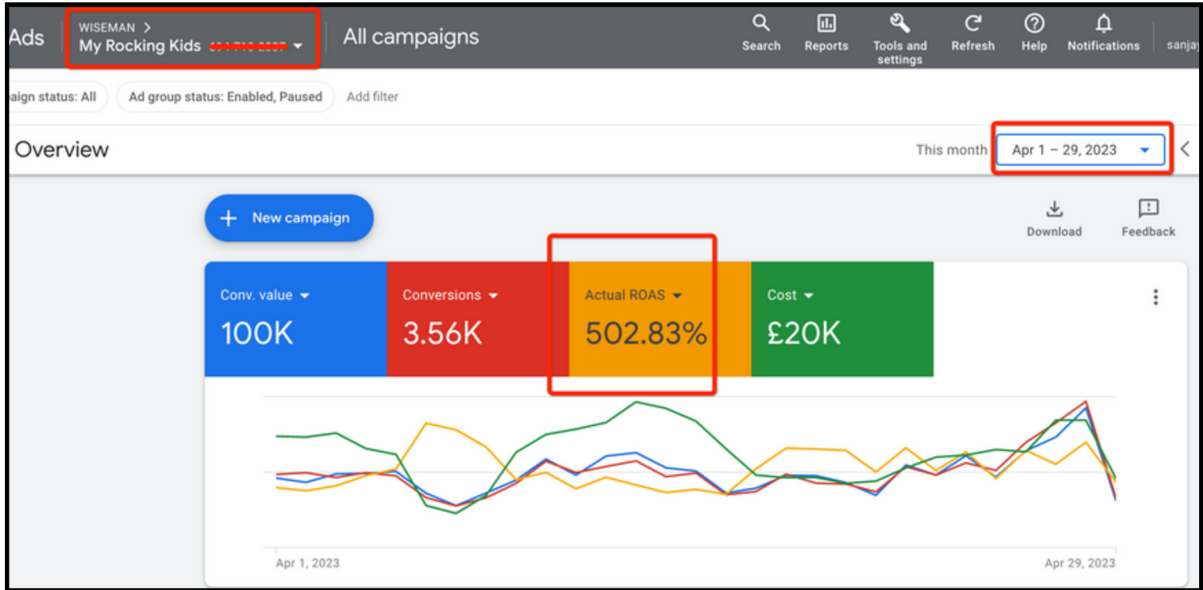 Ads
WISEMAN >
My Rocking Kids
All campaigns
Search
Reports
Tools and
settings
Refresh
Help
Notifications
sanja
aign status: All
Ad group status: Enabled, Paused
Add filter
Overview
This month
Apr 1 – 29, 2023
+ New campaign
Download
Feedback
Conv. value
100K
Conversions
3.56K
Actual ROAS
502.83%
Cost
£20K
Apr 1, 2023
Apr 29, 2023